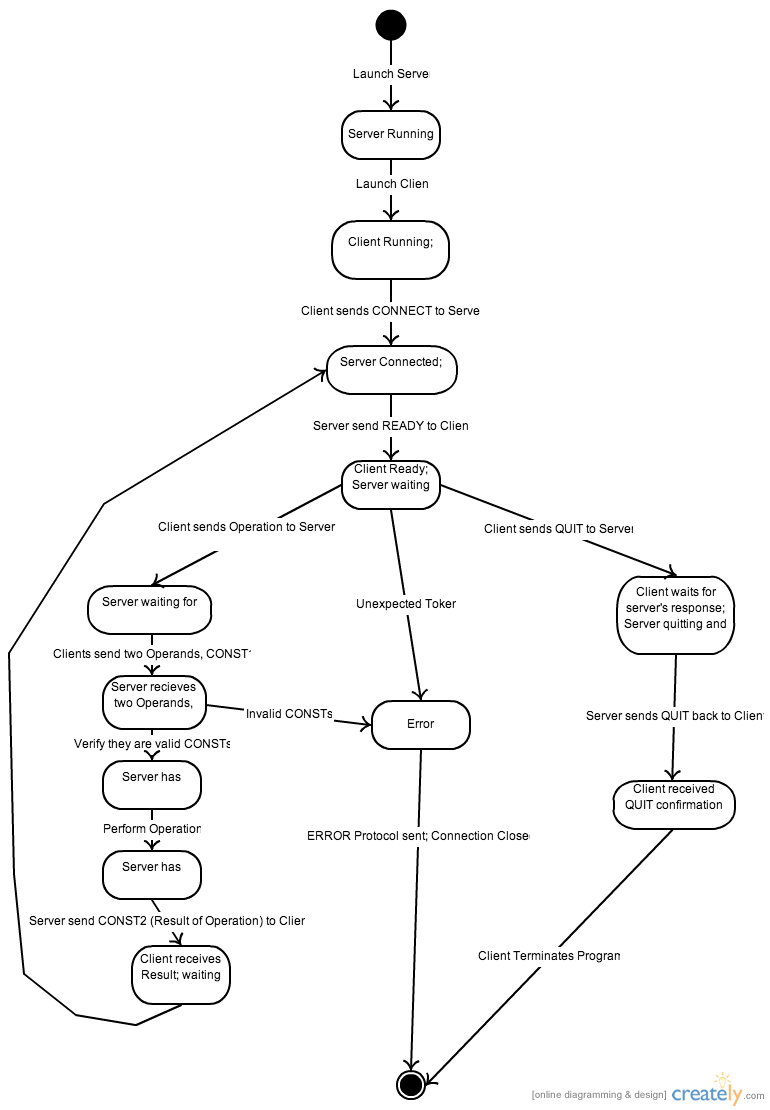 Launch Serve
Server Running
Launch Clien
Client Running;
Client sends CONNECT to Serve
Server Connected;
Server send READY to Clien
Client Ready;
Server waiting
Client sends Operation to Server
Client sends QUIT to Server
Server waiting for
Unexpected Token
Client waits for
server's response;
Server quitting and
Clients send two Operands, CONST1
Server recieves
two Operands,
Invalid CONSTs
Error
Server sends QUIT back to Client
Verify they are valid CONSTs
Server has
Client received
QUIT confirmation
Perform Operation
ERROR Protocol sent; Connection Close
Server has
Server send CONST2 (Result of Operation) to Clier
Client receives
Result; waiting
Client Terminates Program
[online diagramming & design] creately.com